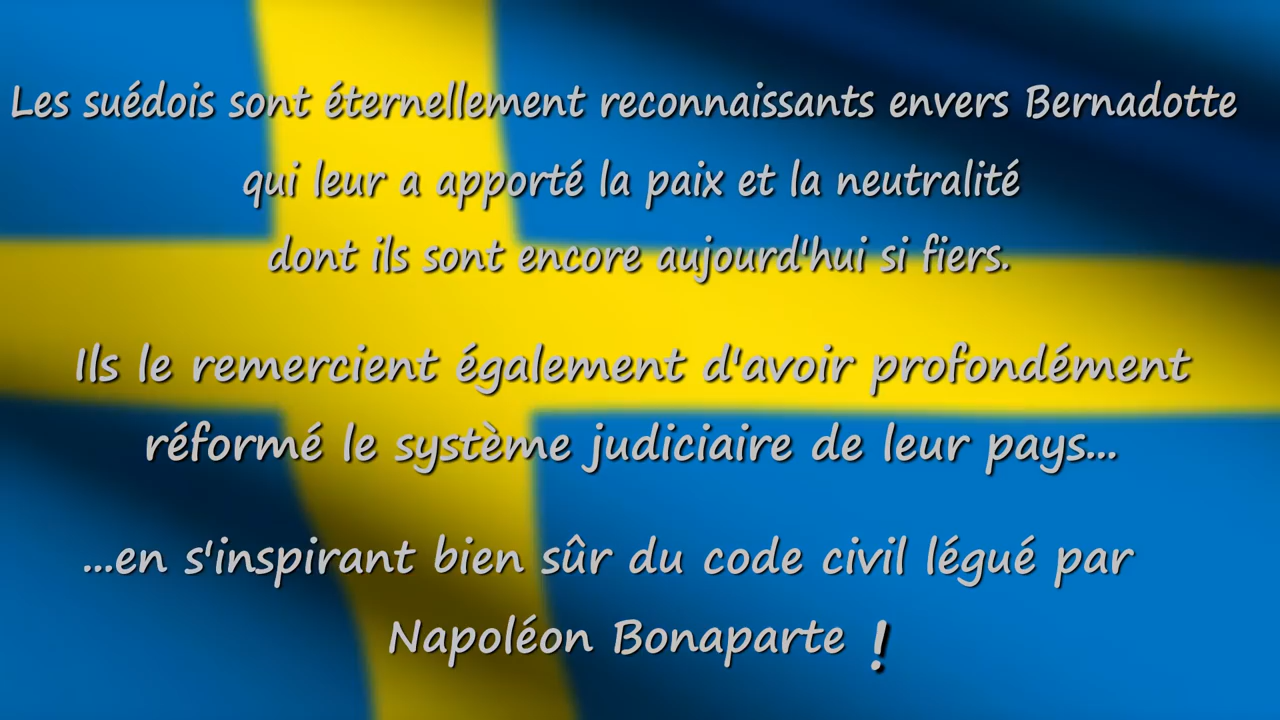 Les suédois sont éternellement reconnaissants envers Bernadotte
qui leur a apporté la paix et la neutralité
dont ils sont encore aujourd'hui si fiers.
Ils le remercient également d'avoir profondément
réformé le système judiciaire de leur pays...
...en s'inspirant bien sûr du code civil légué par
Napoléon Bonaparte !